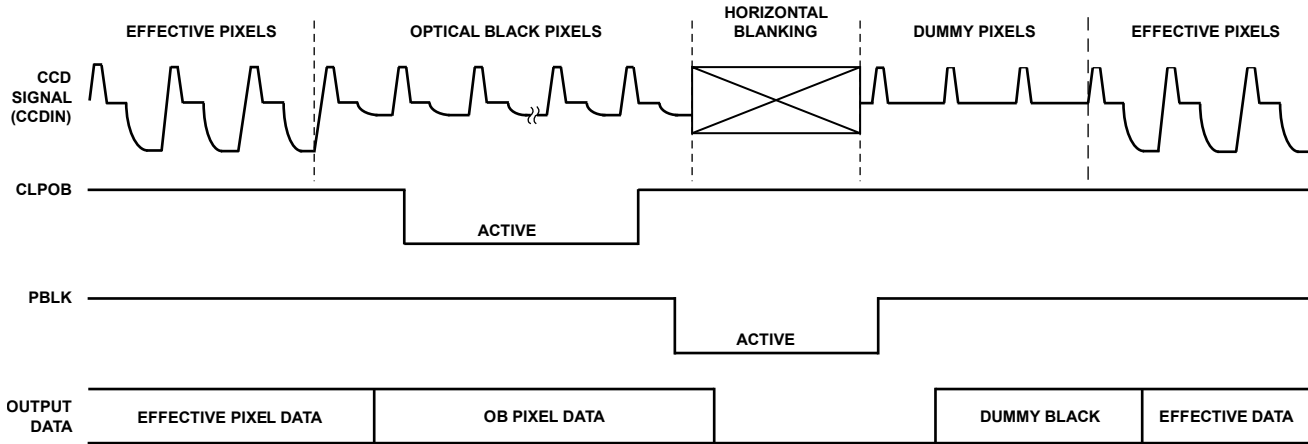 EFFECTIVE PIXELS
OPTICAL BLACK PIXELS
HORIZONTAL
BLANKING
DUMMY PIXELS
EFFECTIVE PIXELS
CCD
SIGNAL
(CCDIN)
CLPOB
ACTIVE
PBLK
ACTIVE
OUTPUT
DATA
EFFECTIVE PIXEL DATA
OB PIXEL DATA
DUMMY BLACK
EFFECTIVE DATA